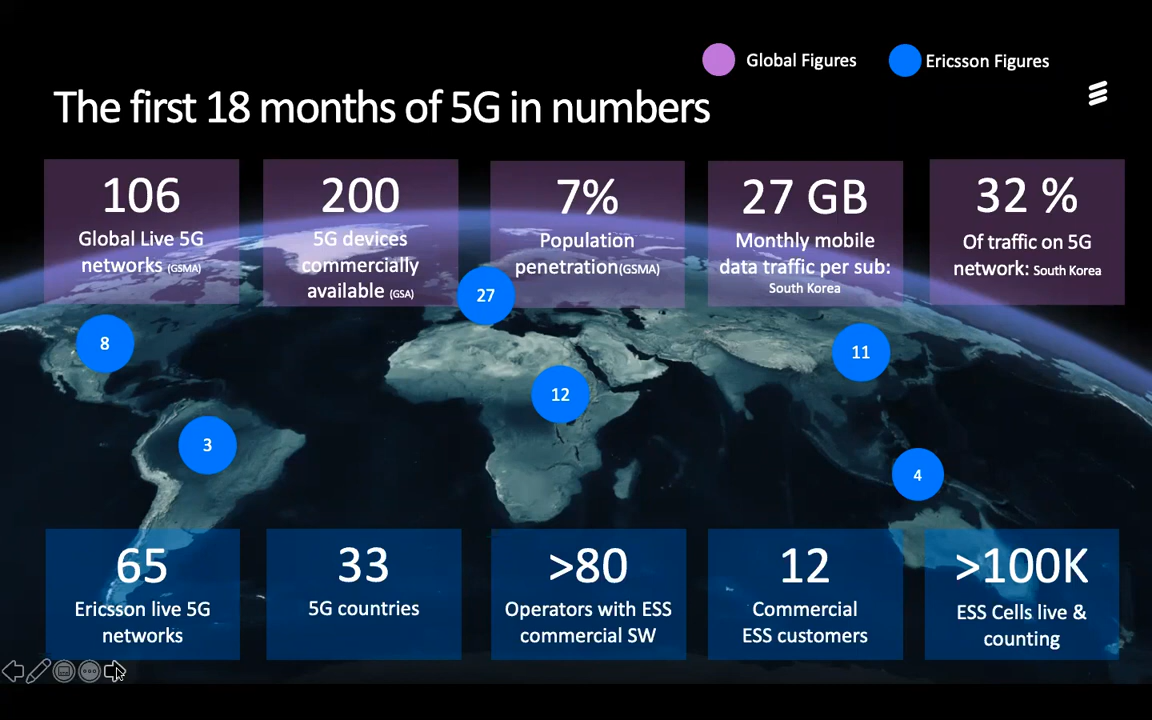 Global Figures
Ericsson Figures
The first 18 months of 5G in numbers
106
Global Live 5G
networks (GSMA)
200
5G devices
commercially
available (GSA)
7%
Population
penetration(GSMA)
27 GB
Monthly mobile
data traffic per sub:
South Korea
32 %
Of traffic on 5G
network: South Korea
27
8
11
12
3
4
65
Ericsson live 5G
networks
33
5G countries
>80
Operators with ESS
commercial SW
12
Commercial
ESS customers
>100K
ESS Cells live &
counting